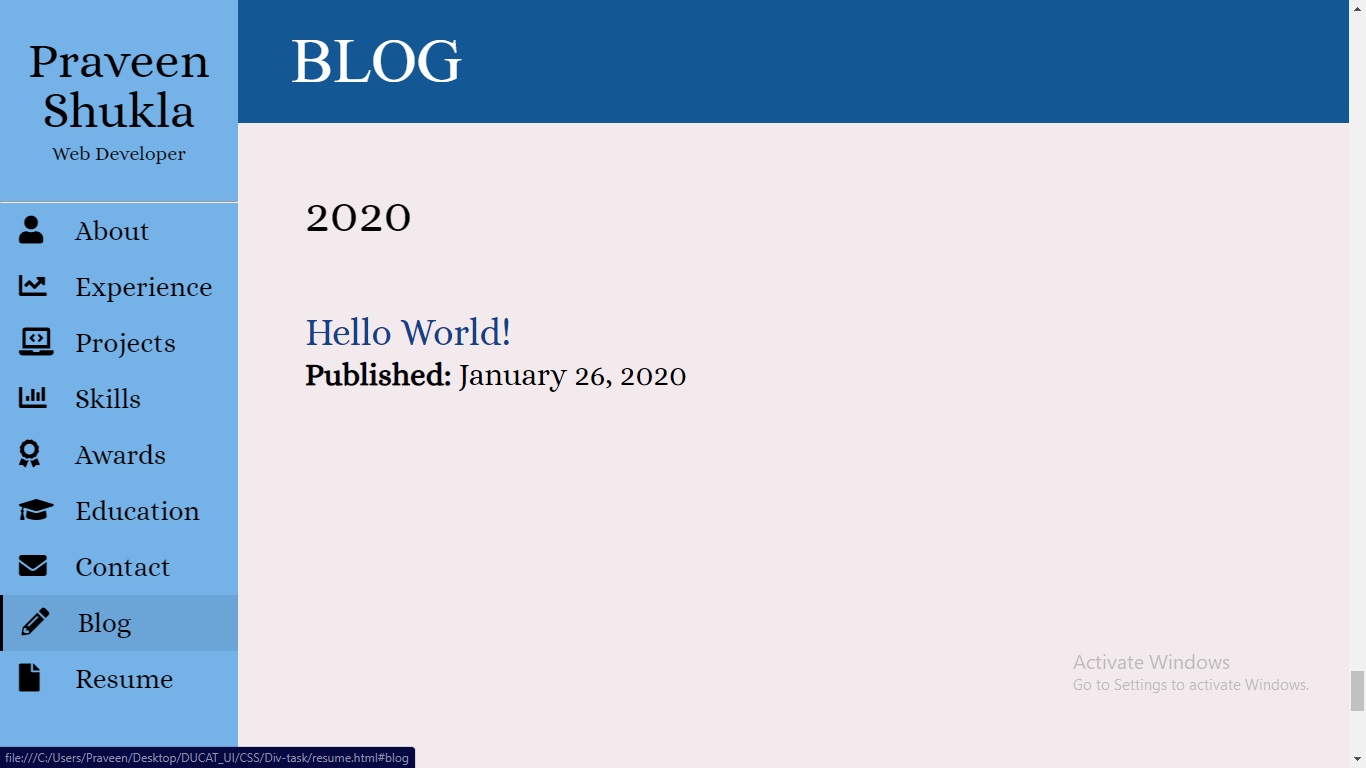 Praveen
Shukla
Web Developer
About
Experience
Projects
Skills
Awards
Education
Contact
Blog
Resume
BLOG
2020
Hello World!
Published: January 26, 2020
Activate Windows
Go to Settings to activate Windows.
file:///C:/Users/Praveen/Desktop/DUCAT_UI/CSS/Div-task/resume.html#blog